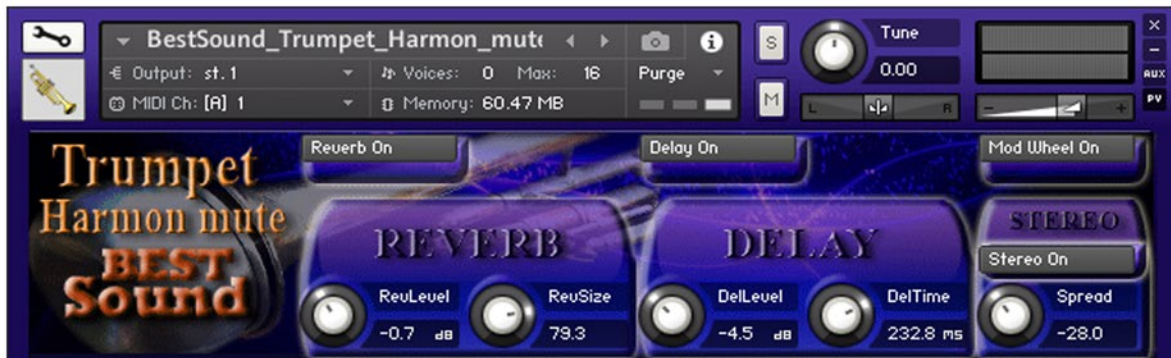 BestSound_Trumpet_Harmon_mute
S
Tune
0.00
Output: st.1
Voices: 0 Max: 16
Purge
MIDI Ch: [A] 1
Memory: 60.47 MB
M
L R
- +
×
-
AUX
PV
Trumpet
Harmon mute
BEST
Sound
Reverb On
Delay On
Mod Wheel On
REVERB
DELAY
STEREO
Stereo On
RevLevel
-0.7 dB
RevSize
79.3
DelLevel
-4.5 dB
DelTime
232.8 ms
Spread
-28.0